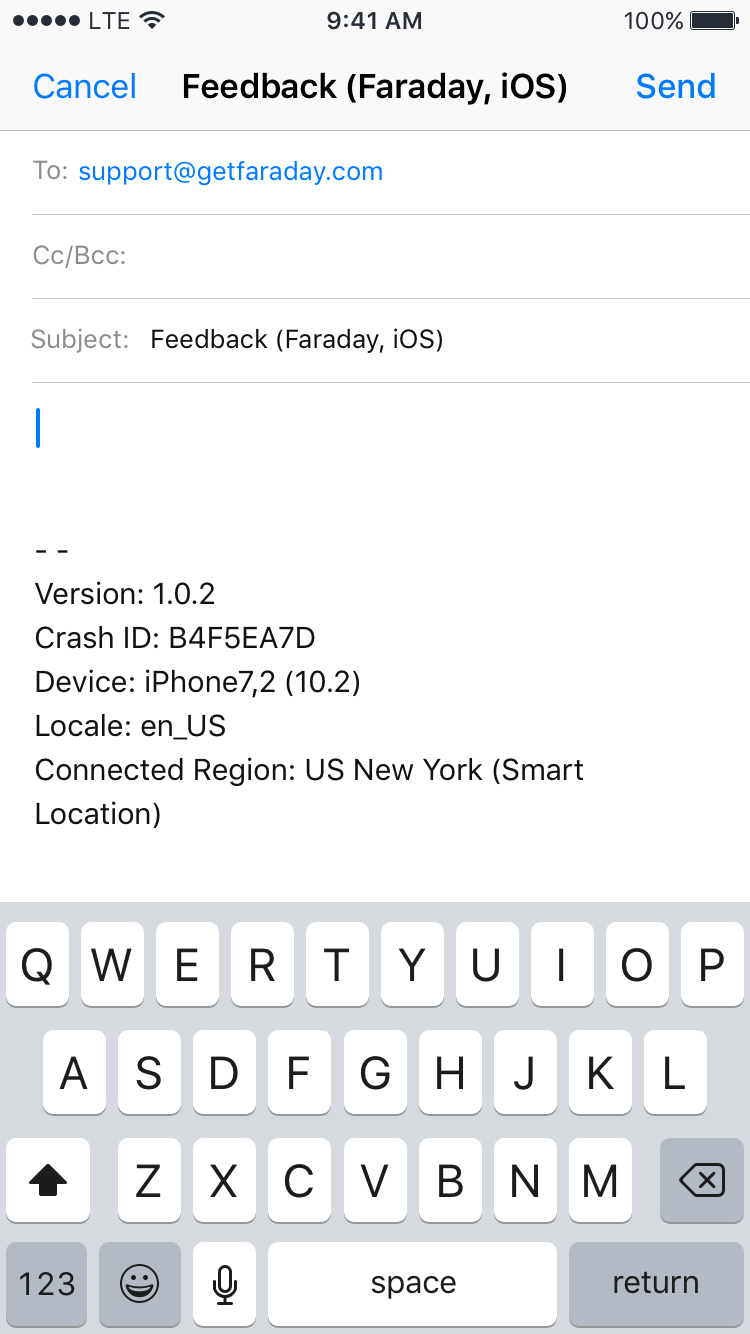 LTE 9:41 AM 100%
Cancel Feedback (Faraday, iOS) Send
To: support@getfaraday.com
Cc/Bcc:
Subject: Feedback (Faraday, iOS)
- -
Version: 1.0.2
Crash ID: B4F5EA7D
Device: iPhone7,2 (10.2)
Locale: en_US
Connected Region: US New York (Smart
Location)
Q W E R T Y U I O P
A S D F G H J K L
Z X C V B N M
123 space return